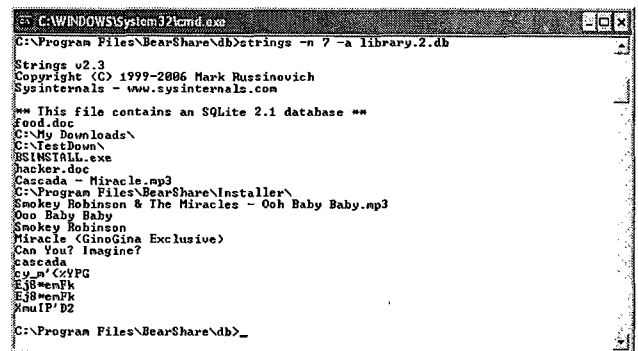 C:\WINDOWS\System32\cmd.exe
C:\Program Files\BearShare\db>strings -n 7 -a library.2.db
Strings v2.3
Copyright (C) 1999-2006 Mark Russinovich
Sysinternals - www.sysinternals.com
** This file contains an SQLite 2.1 database **
food.doc
C:\My Downloads\
C:\TestDown\
BSINSTALL.exe
hacker.doc
Cascada - Miracle.mp3
C:\Program Files\BearShare\Installer\
Smokey Robinson & The Miracles - Ooh Baby Baby.mp3
Ooo Baby Baby
Smokey Robinson
Miracle (GinoGina Exclusive)
Can You? Imagine?
cascada
cy_m'<%YPG
Ej8*emFk
Ej8*emFk
XmuIP'D2
C:\Program Files\BearShare\db>_